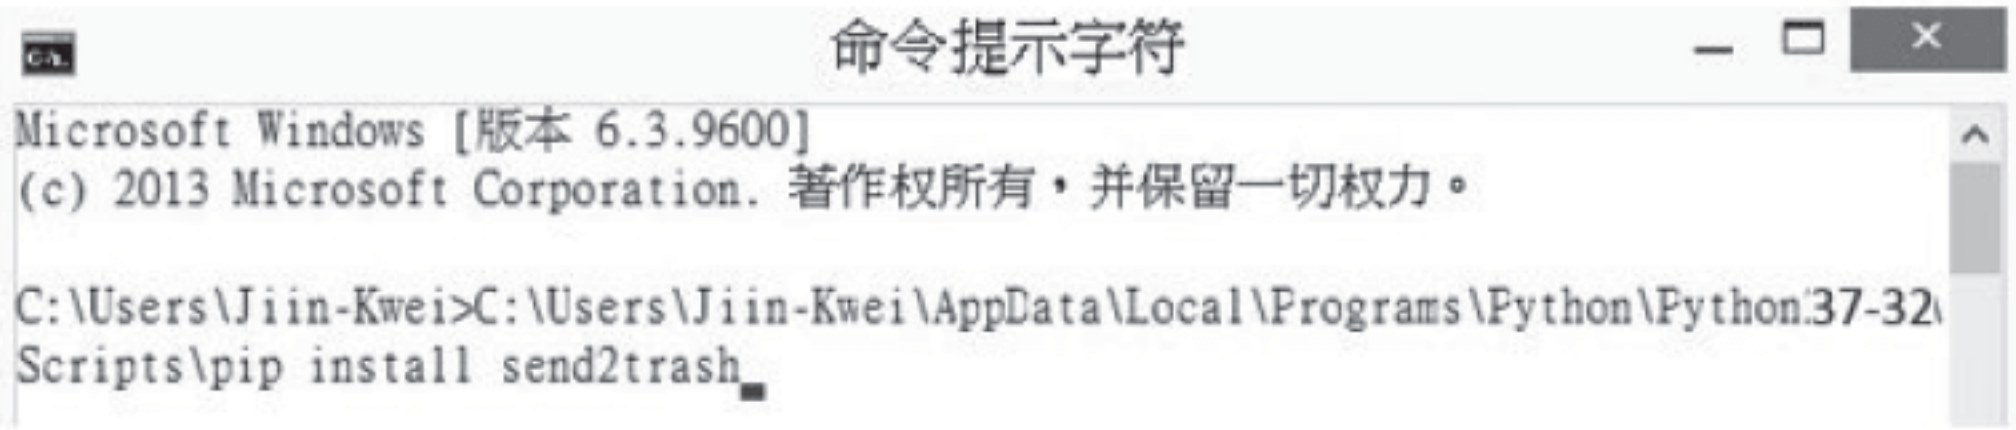 命令提示字符
Microsoft Windows [版本 6.3.9600]
(c) 2013 Microsoft Corporation. 著作权所有，并保留一切权力。
C:\Users\Jiin-Kwei>C:\Users\Jiin-Kwei\AppData\Local\Programs\Python\Python37-32\
Scripts\pip install send2trash